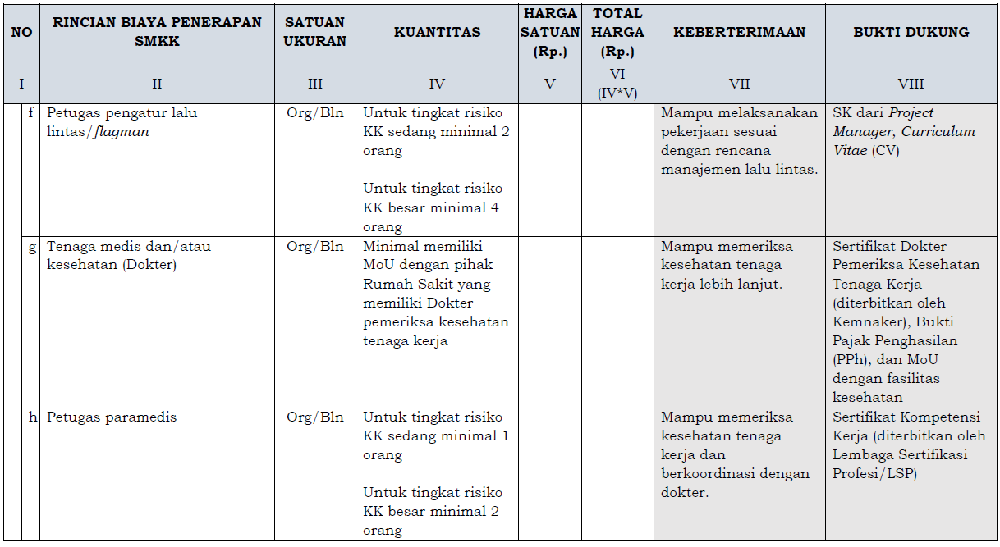 NO
RINCIAN BIAYA PENERAPAN
SMKK
SATUAN
UKURAN
KUANTITAS
HARGA
SATUAN
(Rp.)
TOTAL
HARGA
(Rp.)
KEBERTERIMAAN
BUKTI DUKUNG
I
II
III
IV
V
VI
(IV*V)
VII
VIII
f
Petugas pengatur lalu
lintas/flagman
Org/Bln
Untuk tingkat risiko
KK sedang minimal 2
orang
Untuk tingkat risiko
KK besar minimal 4
orang
Mampu melaksanakan
pekerjaan sesuai
dengan rencana
manajemen lalu lintas.
SK dari Project
Manager, Curriculum
Vitae (CV)
g
Tenaga medis dan/atau
kesehatan (Dokter)
Org/Bln
Minimal memiliki
MoU dengan pihak
Rumah Sakit yang
memiliki Dokter
pemeriksa kesehatan
tenaga kerja
Mampu memeriksa
kesehatan tenaga
kerja lebih lanjut.
Sertifikat Dokter
Pemeriksa Kesehatan
Tenaga Kerja
(diterbitkan oleh
Kemnaker), Bukti
Pajak Penghasilan
(PPh), dan MoU
dengan fasilitas
kesehatan
h
Petugas paramedis
Org/Bln
Untuk tingkat risiko
KK sedang minimal 1
orang
Untuk tingkat risiko
KK besar minimal 2
orang
Mampu memeriksa
kesehatan tenaga
kerja dan
berkoordinasi dengan
dokter.
Sertifikat Kompetensi
Kerja (diterbitkan oleh
Lembaga Sertifikasi
Profesi/LSP)